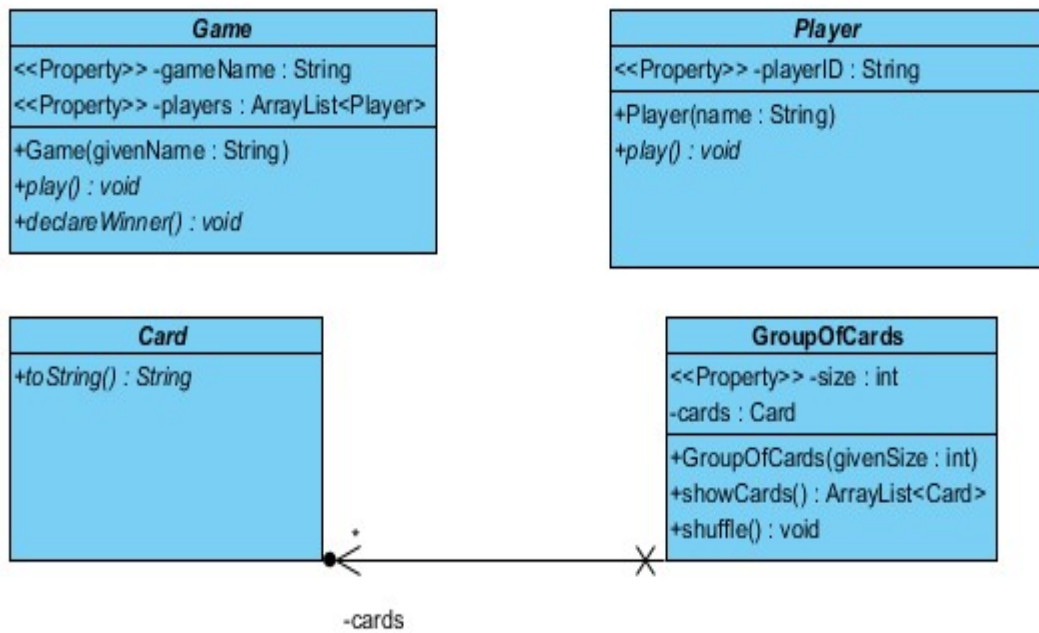 Game
<<Property>> -gameName : String
<<Property>> -players : ArrayList<Player>
+Game(givenName : String)
+play() : void
+declareWinner() : void
Player
<<Property>> -playerID : String
+Player(name : String)
+play() : void
Card
+toString() : String
GroupOfCards
<<Property>> -size : int
-cards : Card
+GroupOfCards(givenSize : int)
+showCards() : ArrayList<Card>
+shuffle() : void
*
-cards